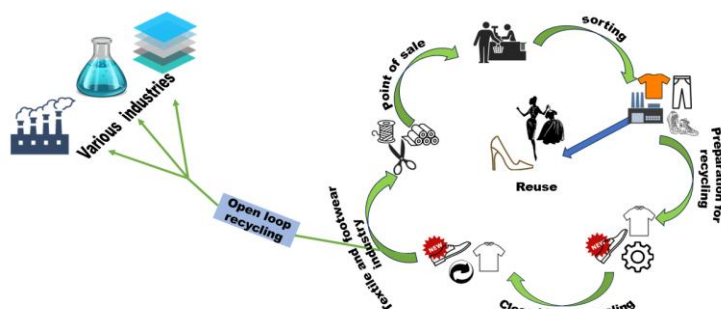 Various industries
Open loop
recycling
Textile and footwear
industry
Point of sale
sorting
Preparation for
recycling
Reuse
NEW
NEW